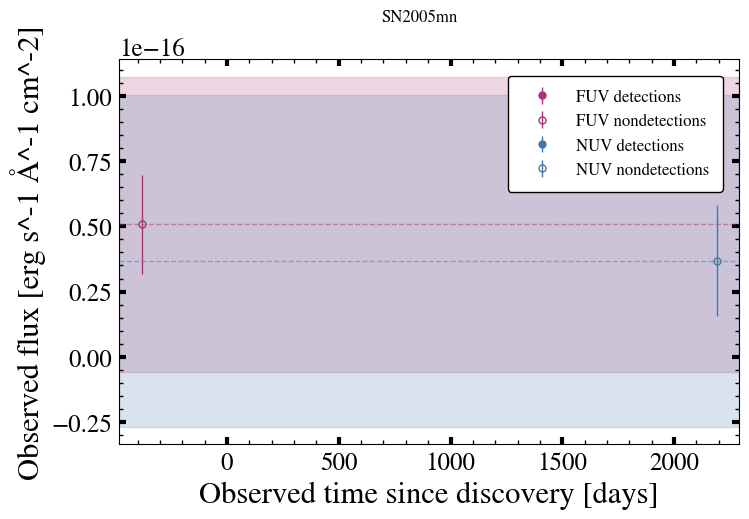 SN2005mn
1e−16
1.00
0.75
0.50
0.25
0.00
−0.25
Observed flux [erg s^-1 Å^-1 cm^-2]
FUV detections
FUV nondetections
NUV detections
NUV nondetections
0 500 1000 1500 2000
Observed time since discovery [days]